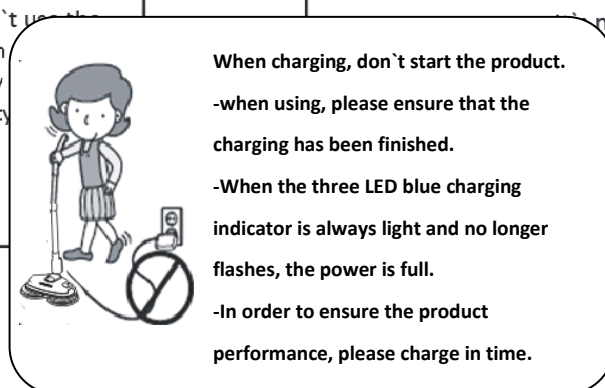 `t use the
When charging, don`t start the product.
-when using, please ensure that the
charging has been finished.
-When the three LED blue charging
indicator is always light and no longer
flashes, the power is full.
-In order to ensure the product
performance, please charge in time.